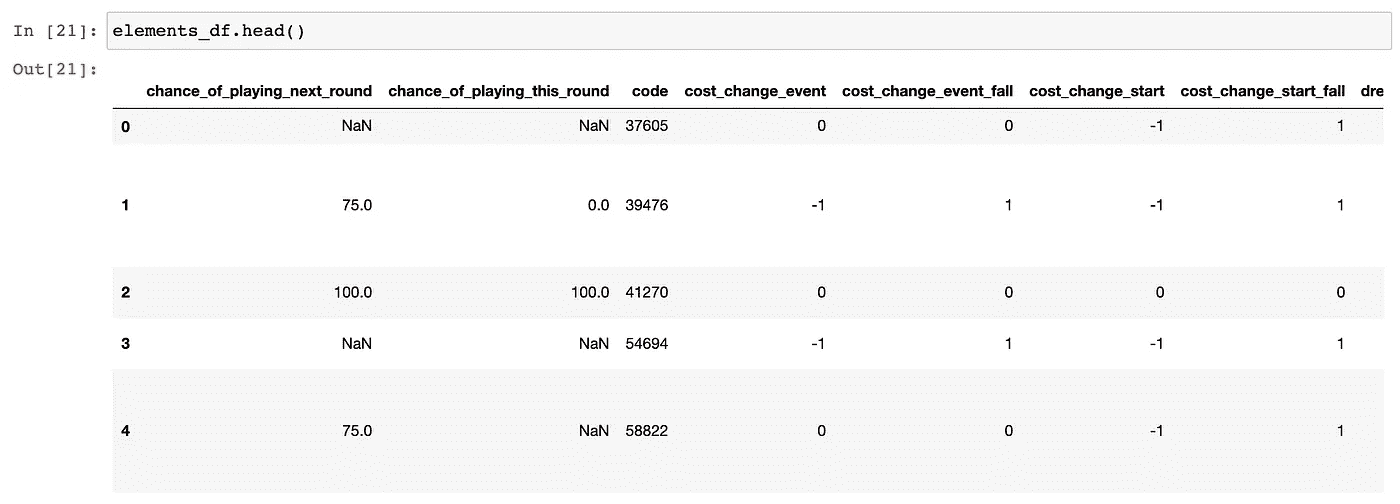 In [21]: elements_df.head()
Out[21]:
chance_of_playing_next_round chance_of_playing_this_round code cost_change_event cost_change_event_fall cost_change_start cost_change_start_fall dre
0 NaN NaN 37605 0 0 -1 1
1 75.0 0.0 39476 -1 1 -1 1
2 100.0 100.0 41270 0 0 0 0
3 NaN NaN 54694 -1 1 -1 1
4 75.0 NaN 58822 0 0 -1 1